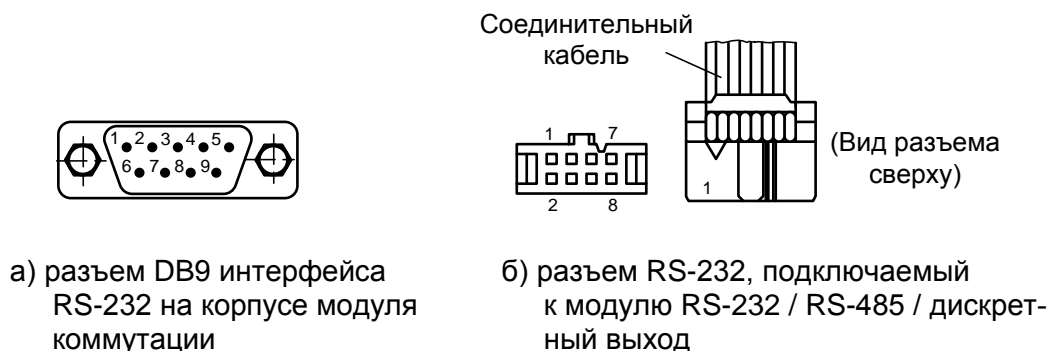 Соединительный
кабель
1 2 3 4 5
6 7 8 9
1 7
2 8
1
(Вид разъема
сверху)
а) разъем DB9 интерфейса
RS-232 на корпусе модуля
коммутации
б) разъем RS-232, подключаемый
к модулю RS-232 / RS-485 / дискрет-
ный выход